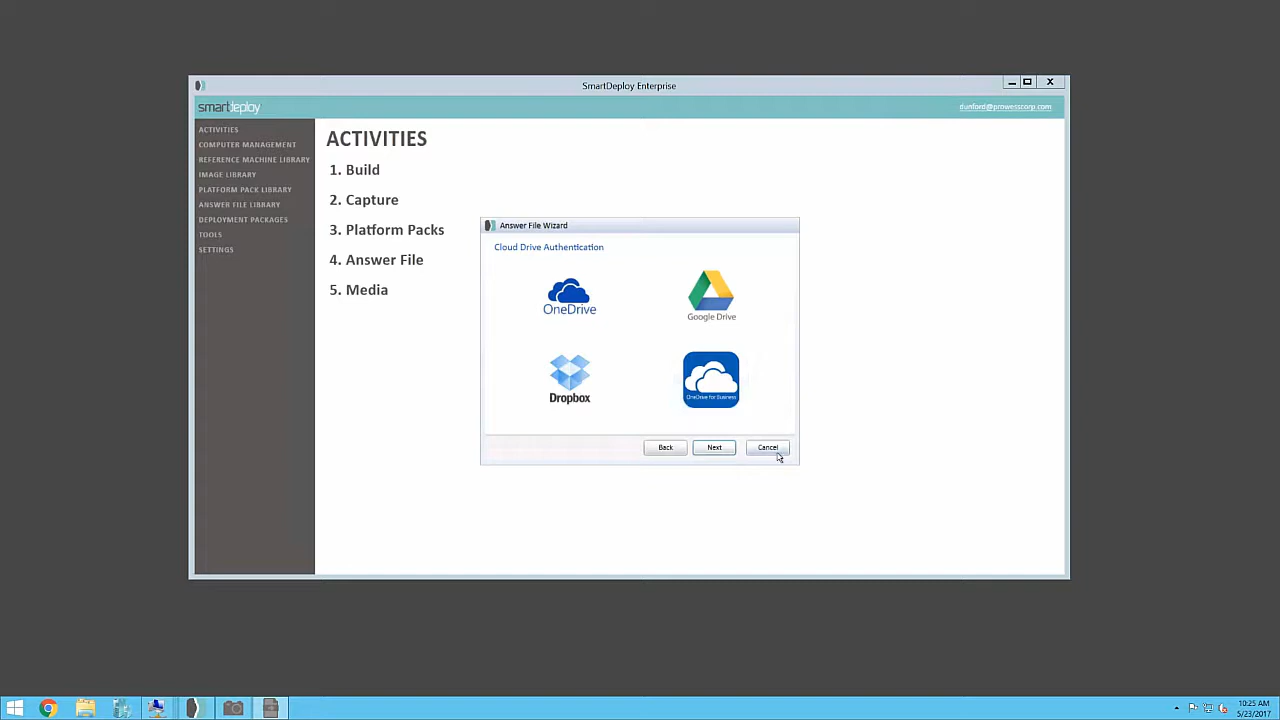 SmartDeploy Enterprise
smartdeploy
dunford@prowesscorp.com
ACTIVITIES
COMPUTER MANAGEMENT
REFERENCE MACHINE LIBRARY
IMAGE LIBRARY
PLATFORM PACK LIBRARY
ANSWER FILE LIBRARY
DEPLOYMENT PACKAGES
TOOLS
SETTINGS
ACTIVITIES
1. Build
2. Capture
3. Platform Packs
4. Answer File
5. Media
Answer File Wizard
Cloud Drive Authentication
OneDrive
Google Drive
Dropbox
OneDrive for Business
Back
Next
Cancel
10:25 AM
5/23/2017